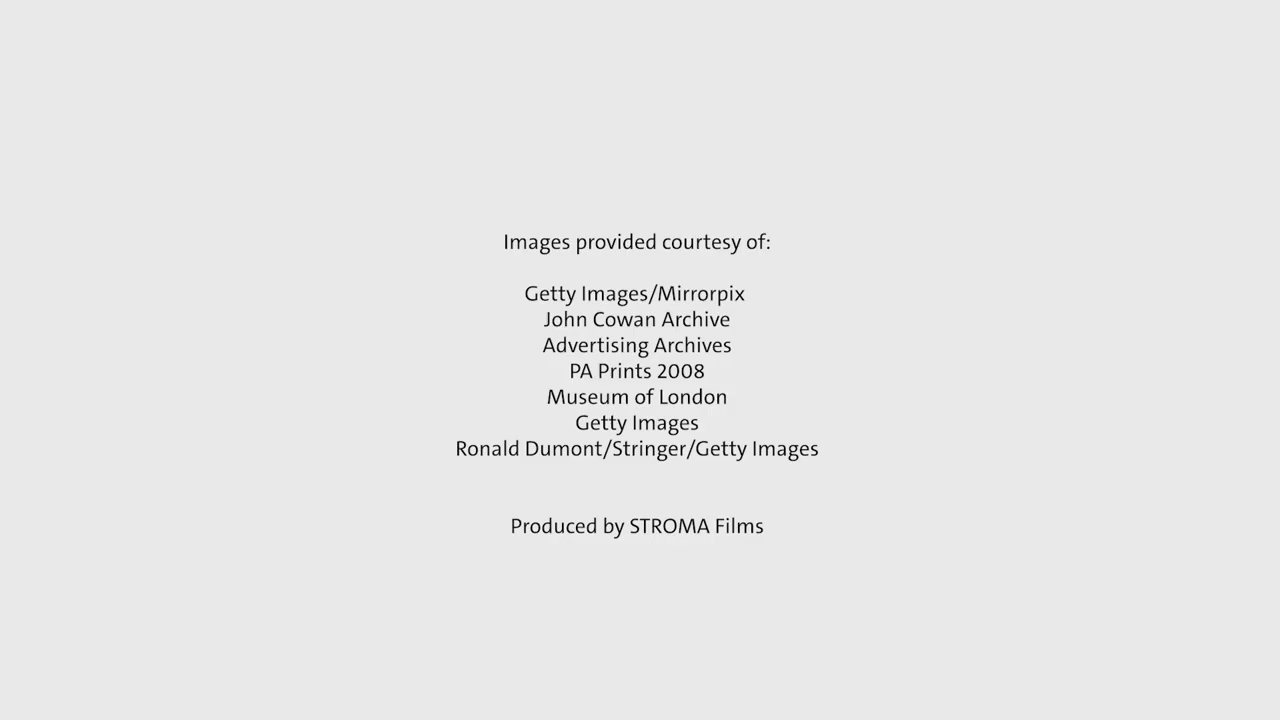 Images provided courtesy of:
Getty Images/Mirrorpix
John Cowan Archive
Advertising Archives
PA Prints 2008
Museum of London
Getty Images
Ronald Dumont/Stringer/Getty Images
Produced by STROMA Films